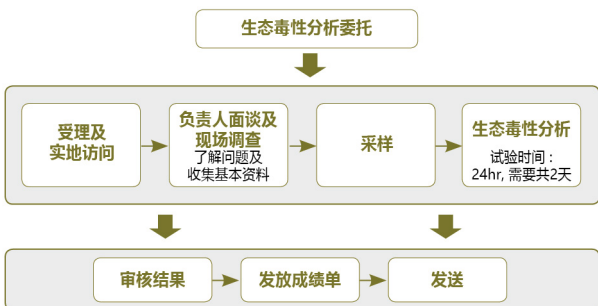 生态毒性分析委托
受理及
实地访问
负责人面谈及
现场调查
了解问题及
收集基本资料
采样
生态毒性分析
试验时间 :
24hr, 需要共2天
审核结果
发放成绩单
发送